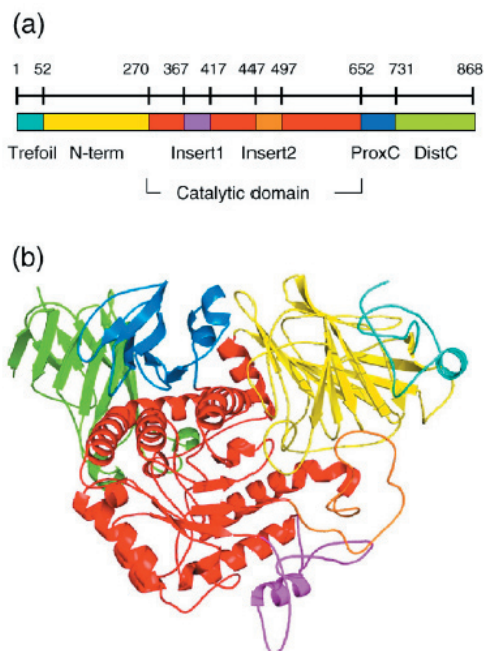 (a)
1 52 270 367 417 447 497 652 731 868
Trefoil N-term Insert1 Insert2 ProxC DistC
Catalytic domain
(b)